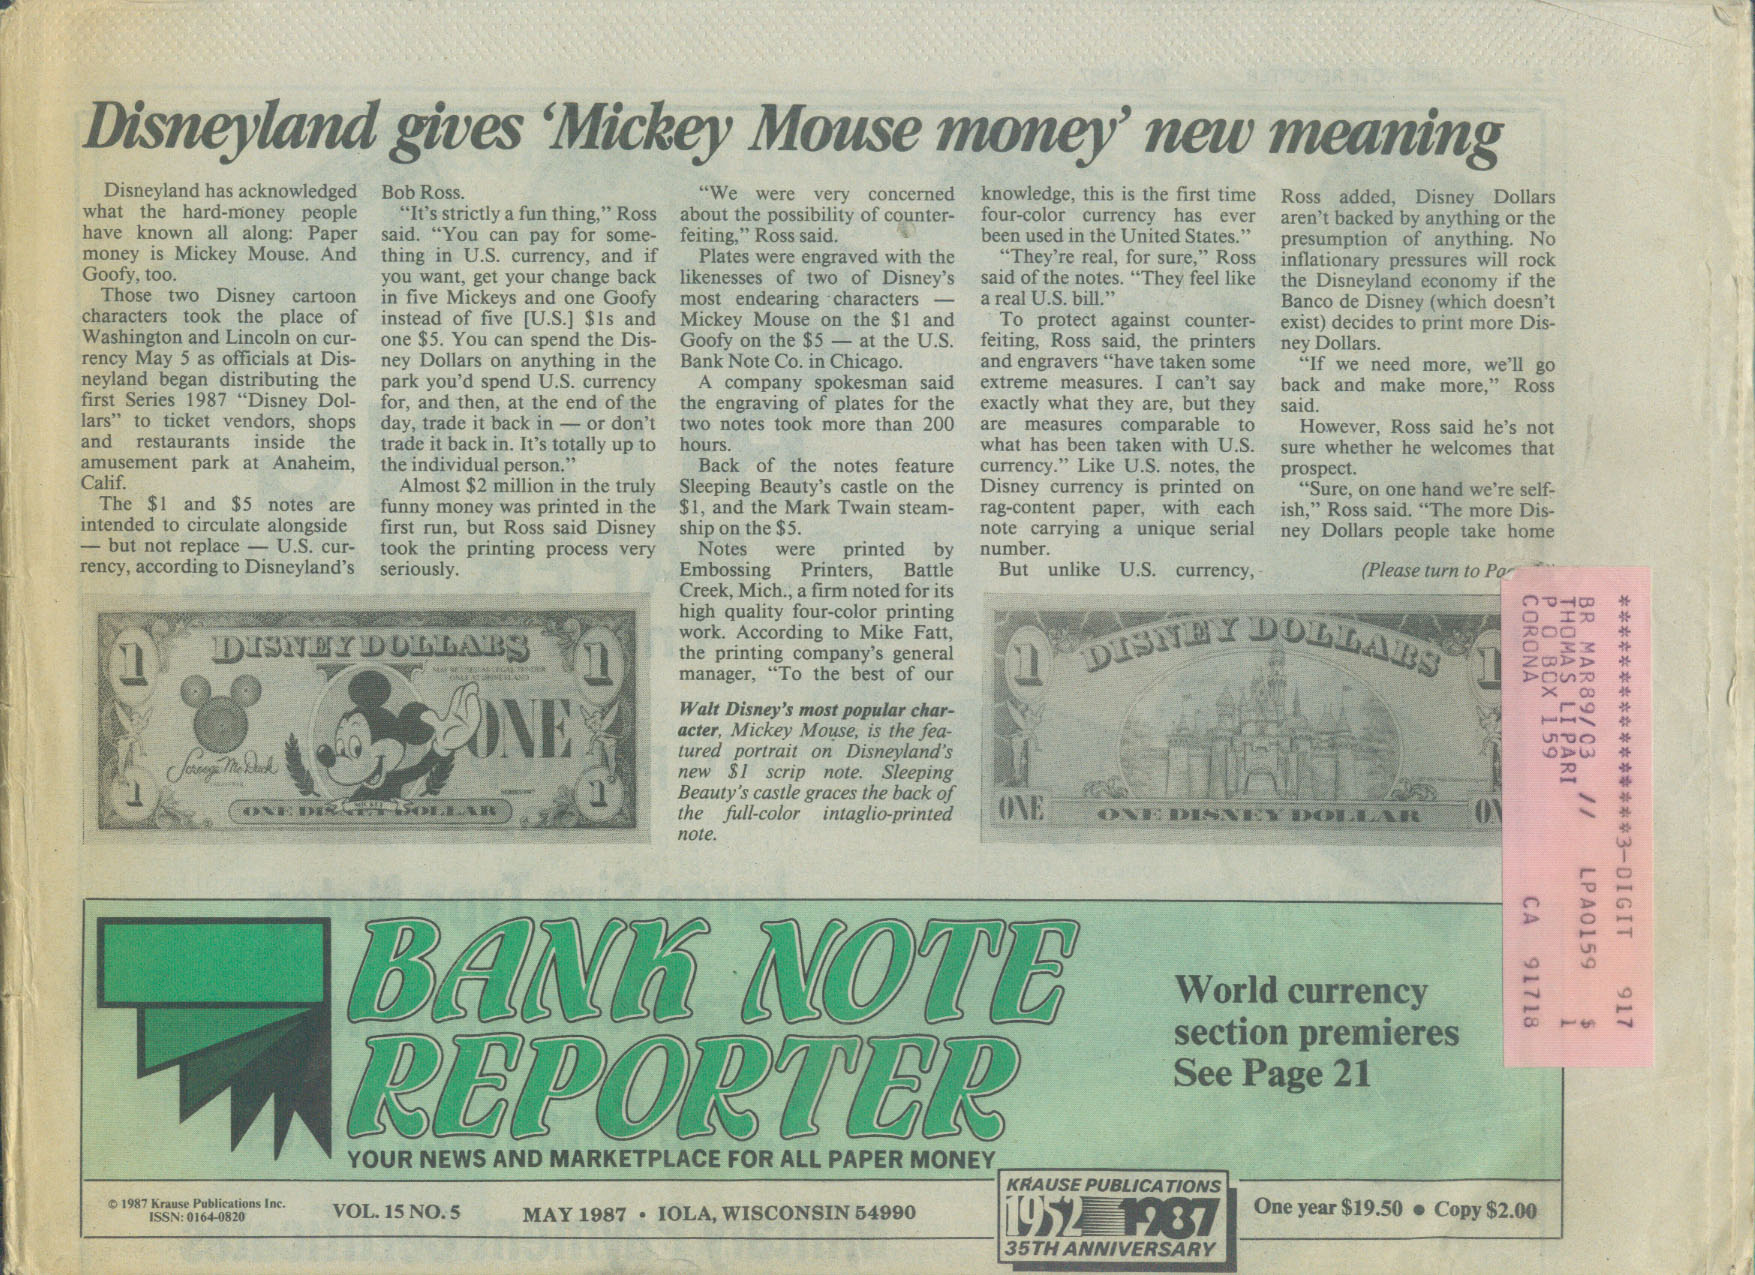 Disneyland gives ‘Mickey Mouse money’ new meaning
Disneyland has acknowledged
what the hard-money people
have known all along: Paper
money is Mickey Mouse. And
Goofy, too.
Those two Disney cartoon
characters took the place of
Washington and Lincoln on cur-
rency May 5 as officials at Dis-
neyland began distributing the
first Series 1987 “Disney Dol-
lars” to ticket vendors, shops
and restaurants inside the
amusement park at Anaheim,
Calif.
The $1 and $5 notes are
intended to circulate alongside
— but not replace — U.S. cur-
rency, according to Disneyland’s
Bob Ross.
“It’s strictly a fun thing,” Ross
said. “You can pay for some-
thing in U.S. currency, and if
you want, get your change back
in five Mickeys and one Goofy
instead of five [U.S.] $1s and
one $5. You can spend the Dis-
ney Dollars on anything in the
park you’d spend U.S. currency
for, and then, at the end of the
day, trade it back in — or don’t
trade it back in. It’s totally up to
the individual person.”
Almost $2 million in the truly
funny money was printed in the
first run, but Ross said Disney
took the printing process very
seriously.
“We were very concerned
about the possibility of counter-
feiting,” Ross said.
Plates were engraved with the
likenesses of two of Disney’s
most endearing characters —
Mickey Mouse on the $1 and
Goofy on the $5 — at the U.S.
Bank Note Co. in Chicago.
A company spokesman said
the engraving of plates for the
two notes took more than 200
hours.
Back of the notes feature
Sleeping Beauty’s castle on the
$1, and the Mark Twain steam-
ship on the $5.
Notes were printed by
Embossing Printers, Battle
Creek, Mich., a firm noted for its
high quality four-color printing
work. According to Mike Fatt,
the printing company’s general
manager, “To the best of our
knowledge, this is the first time
four-color currency has ever
been used in the United States.”
“They’re real, for sure,” Ross
said of the notes. “They feel like
a real U.S. bill.”
To protect against counter-
feiting, Ross said, the printers
and engravers “have taken some
extreme measures. I can’t say
exactly what they are, but they
are measures comparable to
what has been taken with U.S.
currency.” Like U.S. notes, the
Disney currency is printed on
rag-content paper, with each
note carrying a unique serial
number.
But unlike U.S. currency,
Ross added, Disney Dollars
aren’t backed by anything or the
presumption of anything. No
inflationary pressures will rock
the Disneyland economy if the
Banco de Disney (which doesn’t
exist) decides to print more Dis-
ney Dollars.
“If we need more, we’ll go
back and make more,” Ross
said.
However, Ross said he’s not
sure whether he welcomes that
prospect.
“Sure, on one hand we’re self-
ish,” Ross said. “The more Dis-
ney Dollars people take home
(Please turn to
1 DISNEY DOLLARS 1
ONE
Scrooge McDuck
1 MICKEY 1
ONE DISNEY DOLLAR
Walt Disney’s most popular char-
acter, Mickey Mouse, is the fea-
tured portrait on Disneyland’s
new $1 scrip note. Sleeping
Beauty’s castle graces the back of
the full-color intaglio-printed
note.
1 DISNEY DOLLARS
ONE ONE DISNEY DOLLAR
*********************3-DIGIT 917
BR MAR89/03 // LPA0159 $
THOMAS LIPARI 1
P O BOX 159
CORONA CA 91718
BANK NOTE
REPORTER
YOUR NEWS AND MARKETPLACE FOR ALL PAPER MONEY
World currency
section premieres
See Page 21
© 1987 Krause Publications Inc.
ISSN: 0164-0820
VOL. 15 NO. 5
MAY 1987 • IOLA, WISCONSIN 54990
KRAUSE PUBLICATIONS
1952 1987
35TH ANNIVERSARY
One year $19.50 • Copy $2.00